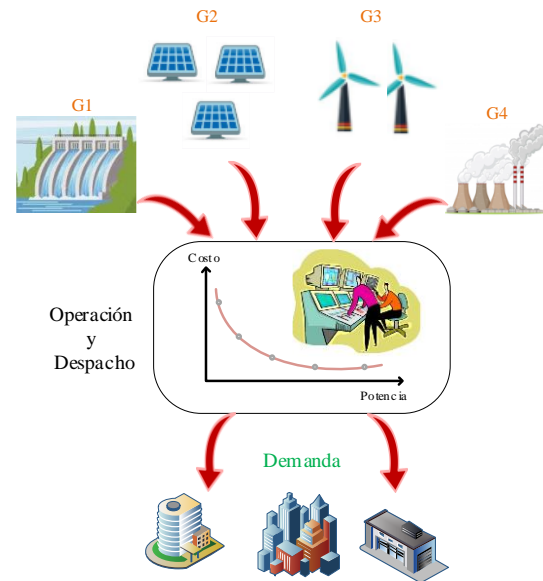 G2
G3
G1
G4
Costo
Operación
y
Despacho
Potencia
Demanda